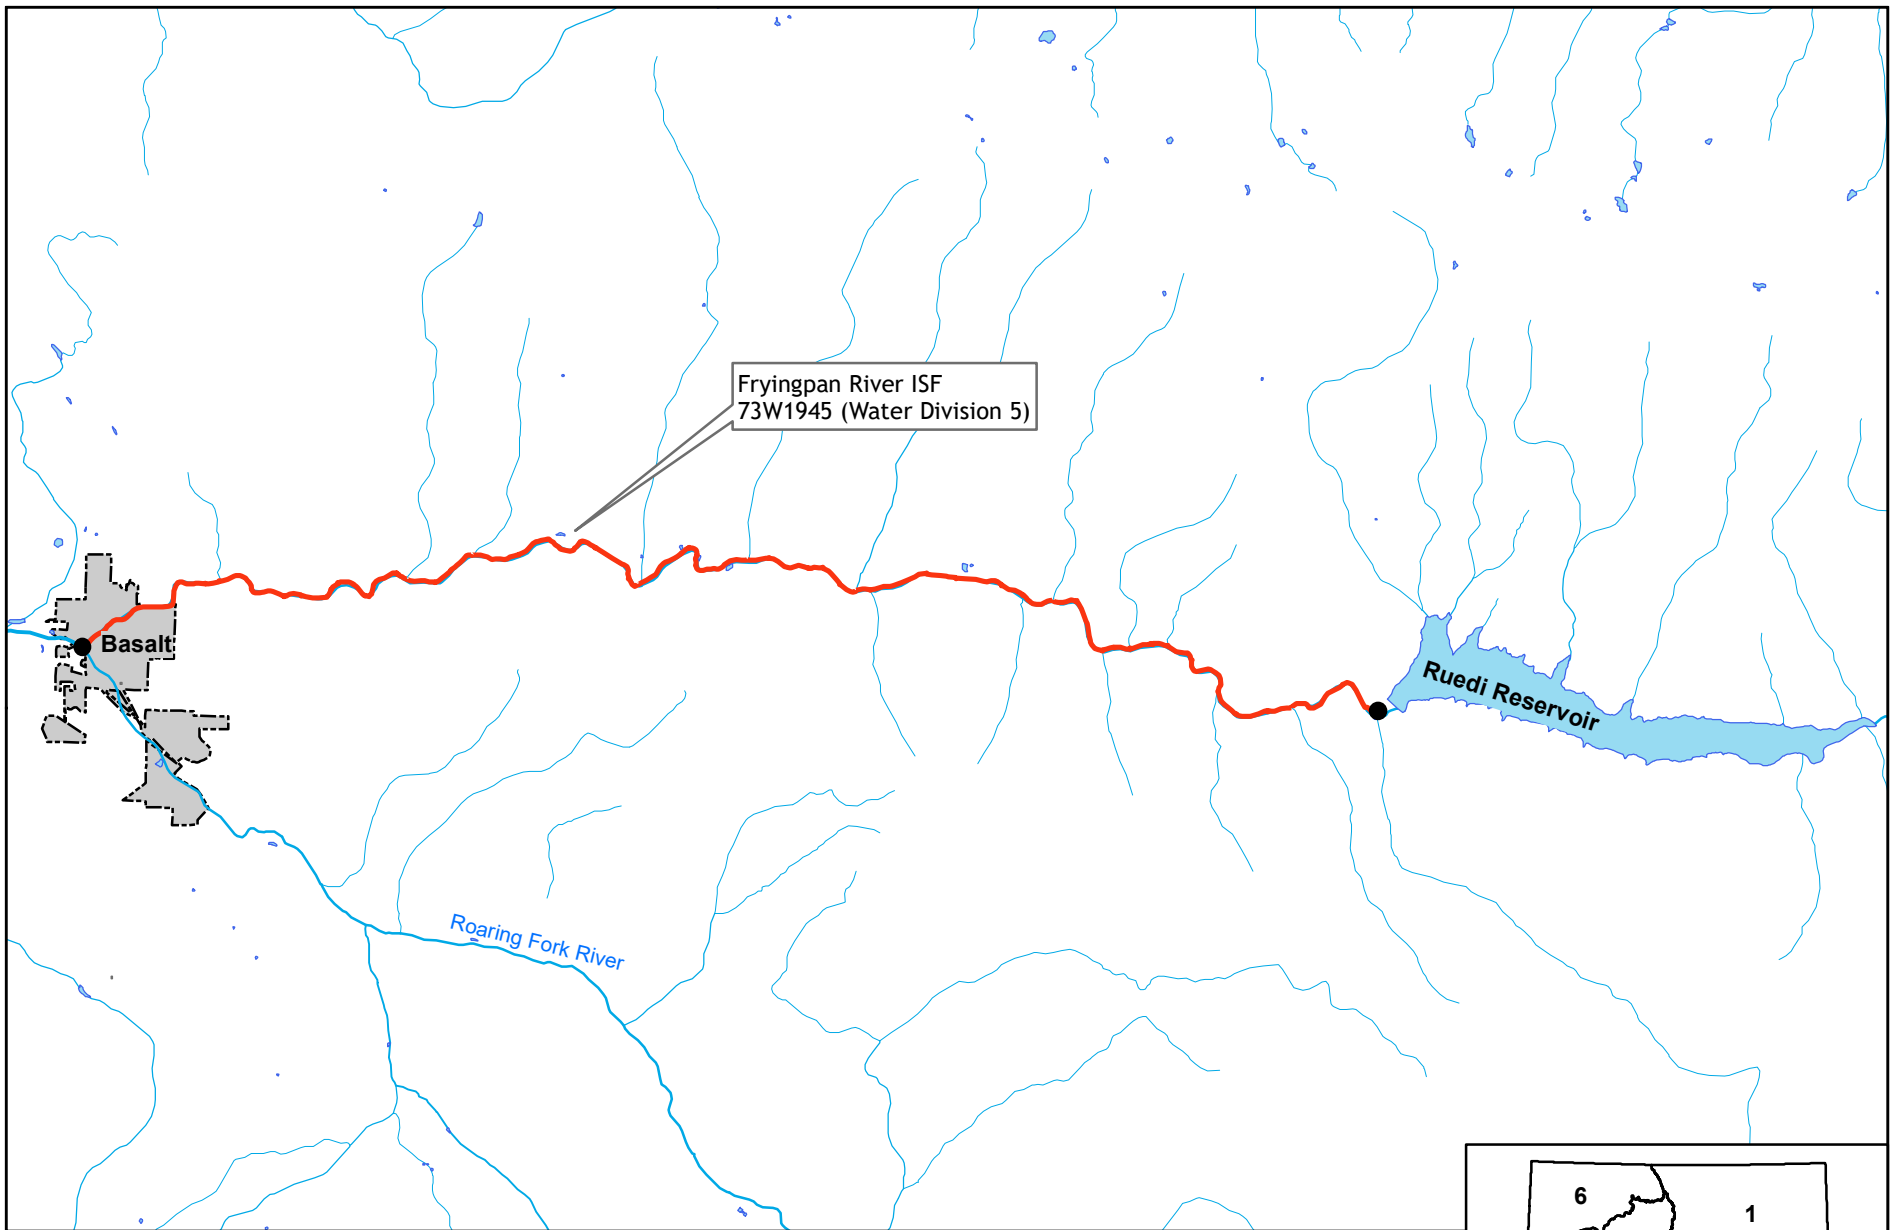 Fryingpan River ISF
73W1945 (Water Division 5)
Basalt
Ruedi Reservoir
Roaring Fork River
6
1